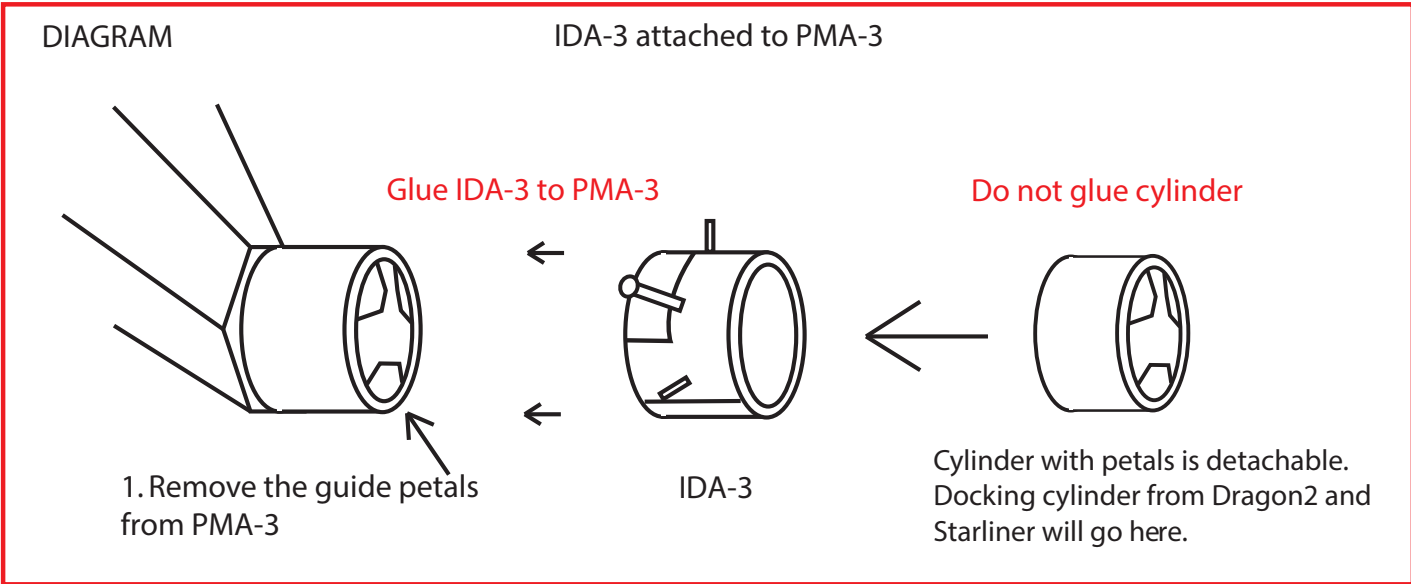 DIAGRAM
IDA-3 attached to PMA-3
Glue IDA-3 to PMA-3
Do not glue cylinder
1. Remove the guide petals
from PMA-3
IDA-3
Cylinder with petals is detachable.
Docking cylinder from Dragon2 and
Starliner will go here.